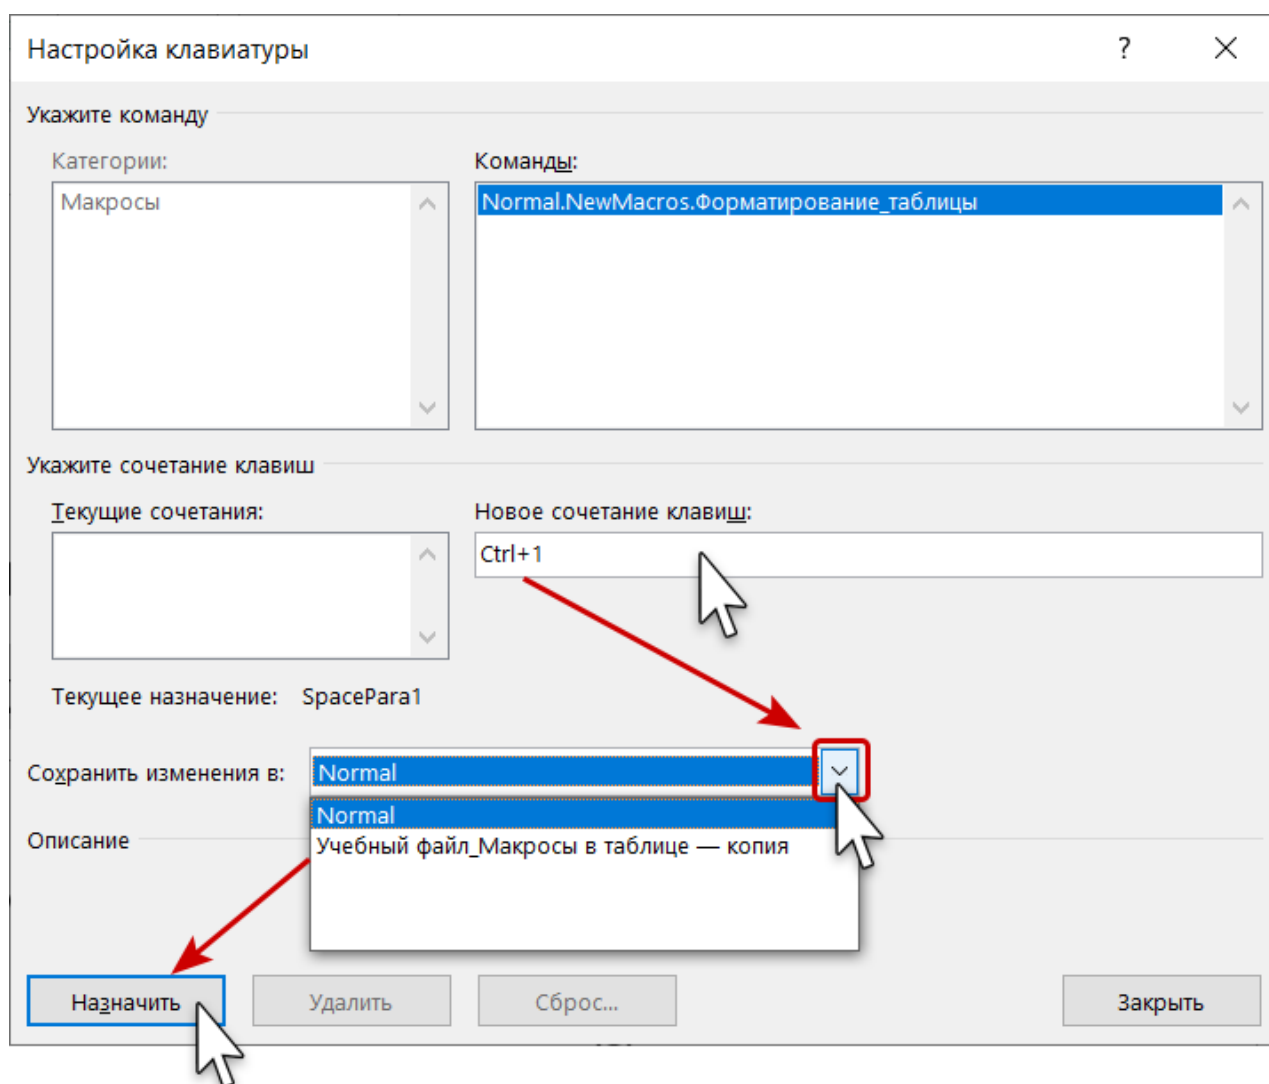 Настройка клавиатуры ?
Укажите команду
Категории: Команды:
Макросы Normal.NewMacros.Форматирование_таблицы
Укажите сочетание клавиш
Текущие сочетания: Новое сочетание клавиш:
Ctrl+1
Текущее назначение: SpacePara1
Сохранить изменения в: Normal
Normal
Описание
Учебный файл_Макросы в таблице — копия
Назначить Удалить Сброс... Закрыть